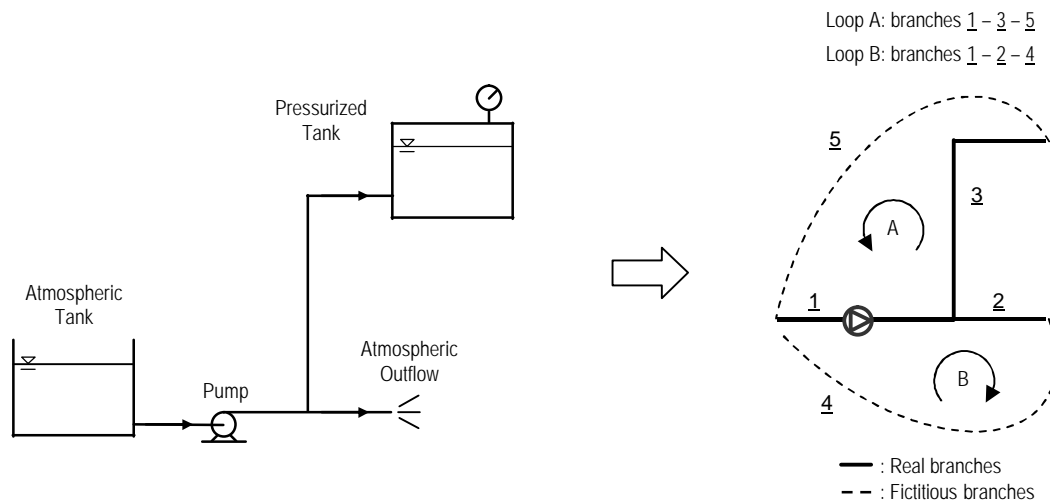 Loop A: branches 1 – 3 – 5
Loop B: branches 1 – 2 – 4
Pressurized
Tank
Atmospheric
Tank
Pump
Atmospheric
Outflow
5
3
A
1
2
B
4
: Real branches
: Fictitious branches